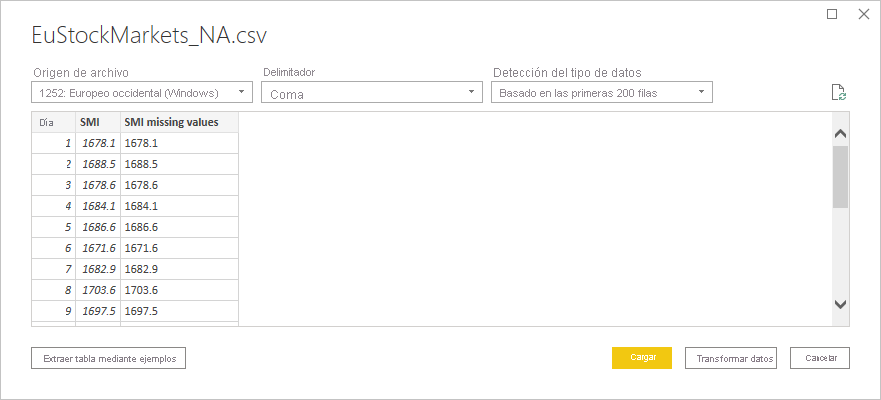 EuStockMarkets_NA.csv
Origen de archivo Delimitador Detección del tipo de datos
1252: Europeo occidental (Windows) Coma Basado en las primeras 200 filas
Día SMI SMI missing values
1 1678.1 1678.1
2 1688.5 1688.5
3 1678.6 1678.6
4 1684.1 1684.1
5 1686.6 1686.6
6 1671.6 1671.6
7 1682.9 1682.9
8 1703.6 1703.6
9 1697.5 1697.5
Extraer tabla mediante ejemplos Cargar Transformar datos Cancelar